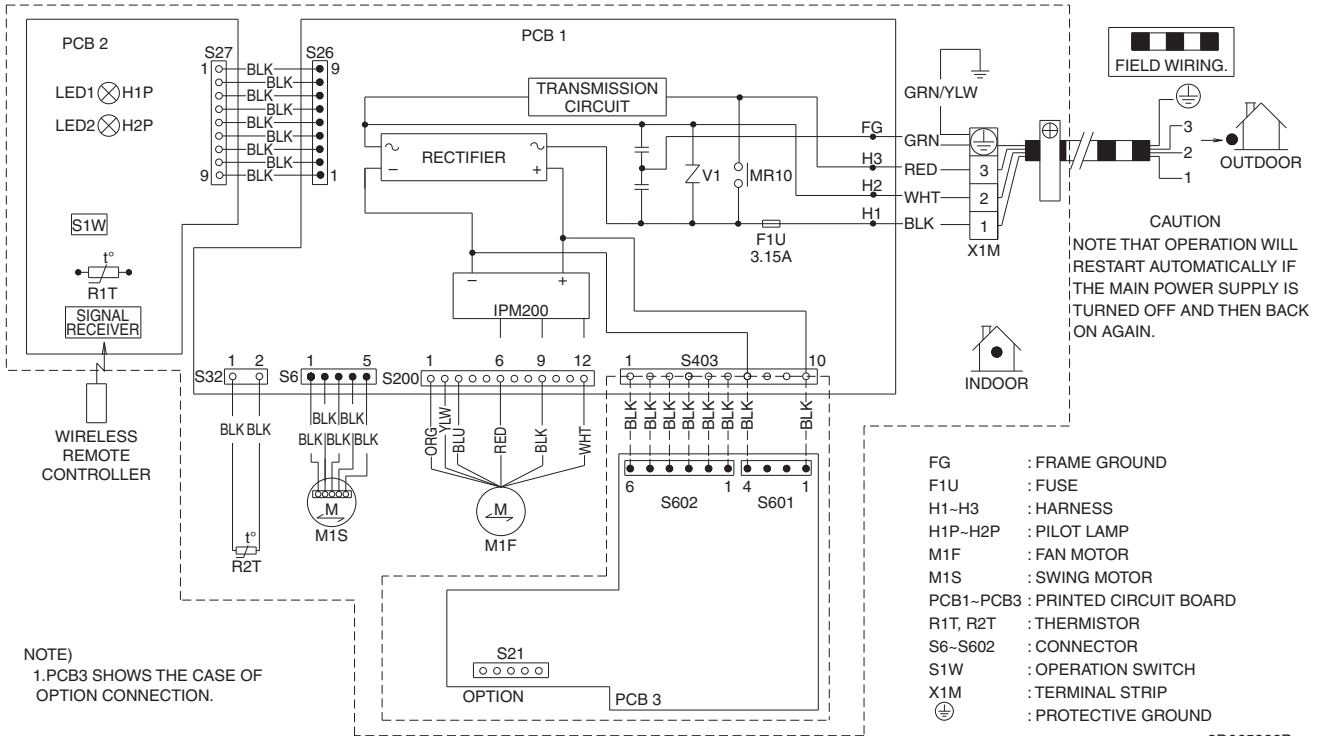 PCB 2
S27
S26
PCB 1
1
9
BLK
BLK
BLK
BLK
BLK
BLK
BLK
BLK
BLK
9
1
LED1 H1P
LED2 H2P
S1W
t°
R1T
SIGNAL
RECEIVER
WIRELESS
REMOTE
CONTROLLER
TRANSMISSION
CIRCUIT
RECTIFIER
~ ~
− +
V1
MR10
F1U
3.15A
− +
IPM200
FG
H3
H2
H1
GRN/YLW
GRN
RED
WHT
BLK
3
2
1
X1M
FIELD WIRING.
3
2
1
OUTDOOR
CAUTION
NOTE THAT OPERATION WILL
RESTART AUTOMATICALLY IF
THE MAIN POWER SUPPLY IS
TURNED OFF AND THEN BACK
ON AGAIN.
INDOOR
S32
1 2
BLK BLK
t°
R2T
S6
1 5
BLK BLK
BLK BLK BLK
M
M1S
S200
1 6 9 12
ORG
YLW
BLU
RED
BLK
WHT
M
M1F
1 S403 10
BLK
BLK
BLK
BLK
BLK
BLK
BLK
BLK
6 1 4 1
S602 S601
S21
OPTION
PCB 3
NOTE)
1.PCB3 SHOWS THE CASE OF
OPTION CONNECTION.
FG : FRAME GROUND
F1U : FUSE
H1~H3 : HARNESS
H1P~H2P : PILOT LAMP
M1F : FAN MOTOR
M1S : SWING MOTOR
PCB1~PCB3 : PRINTED CIRCUIT BOARD
R1T, R2T : THERMISTOR
S6~S602 : CONNECTOR
S1W : OPERATION SWITCH
X1M : TERMINAL STRIP
: PROTECTIVE GROUND